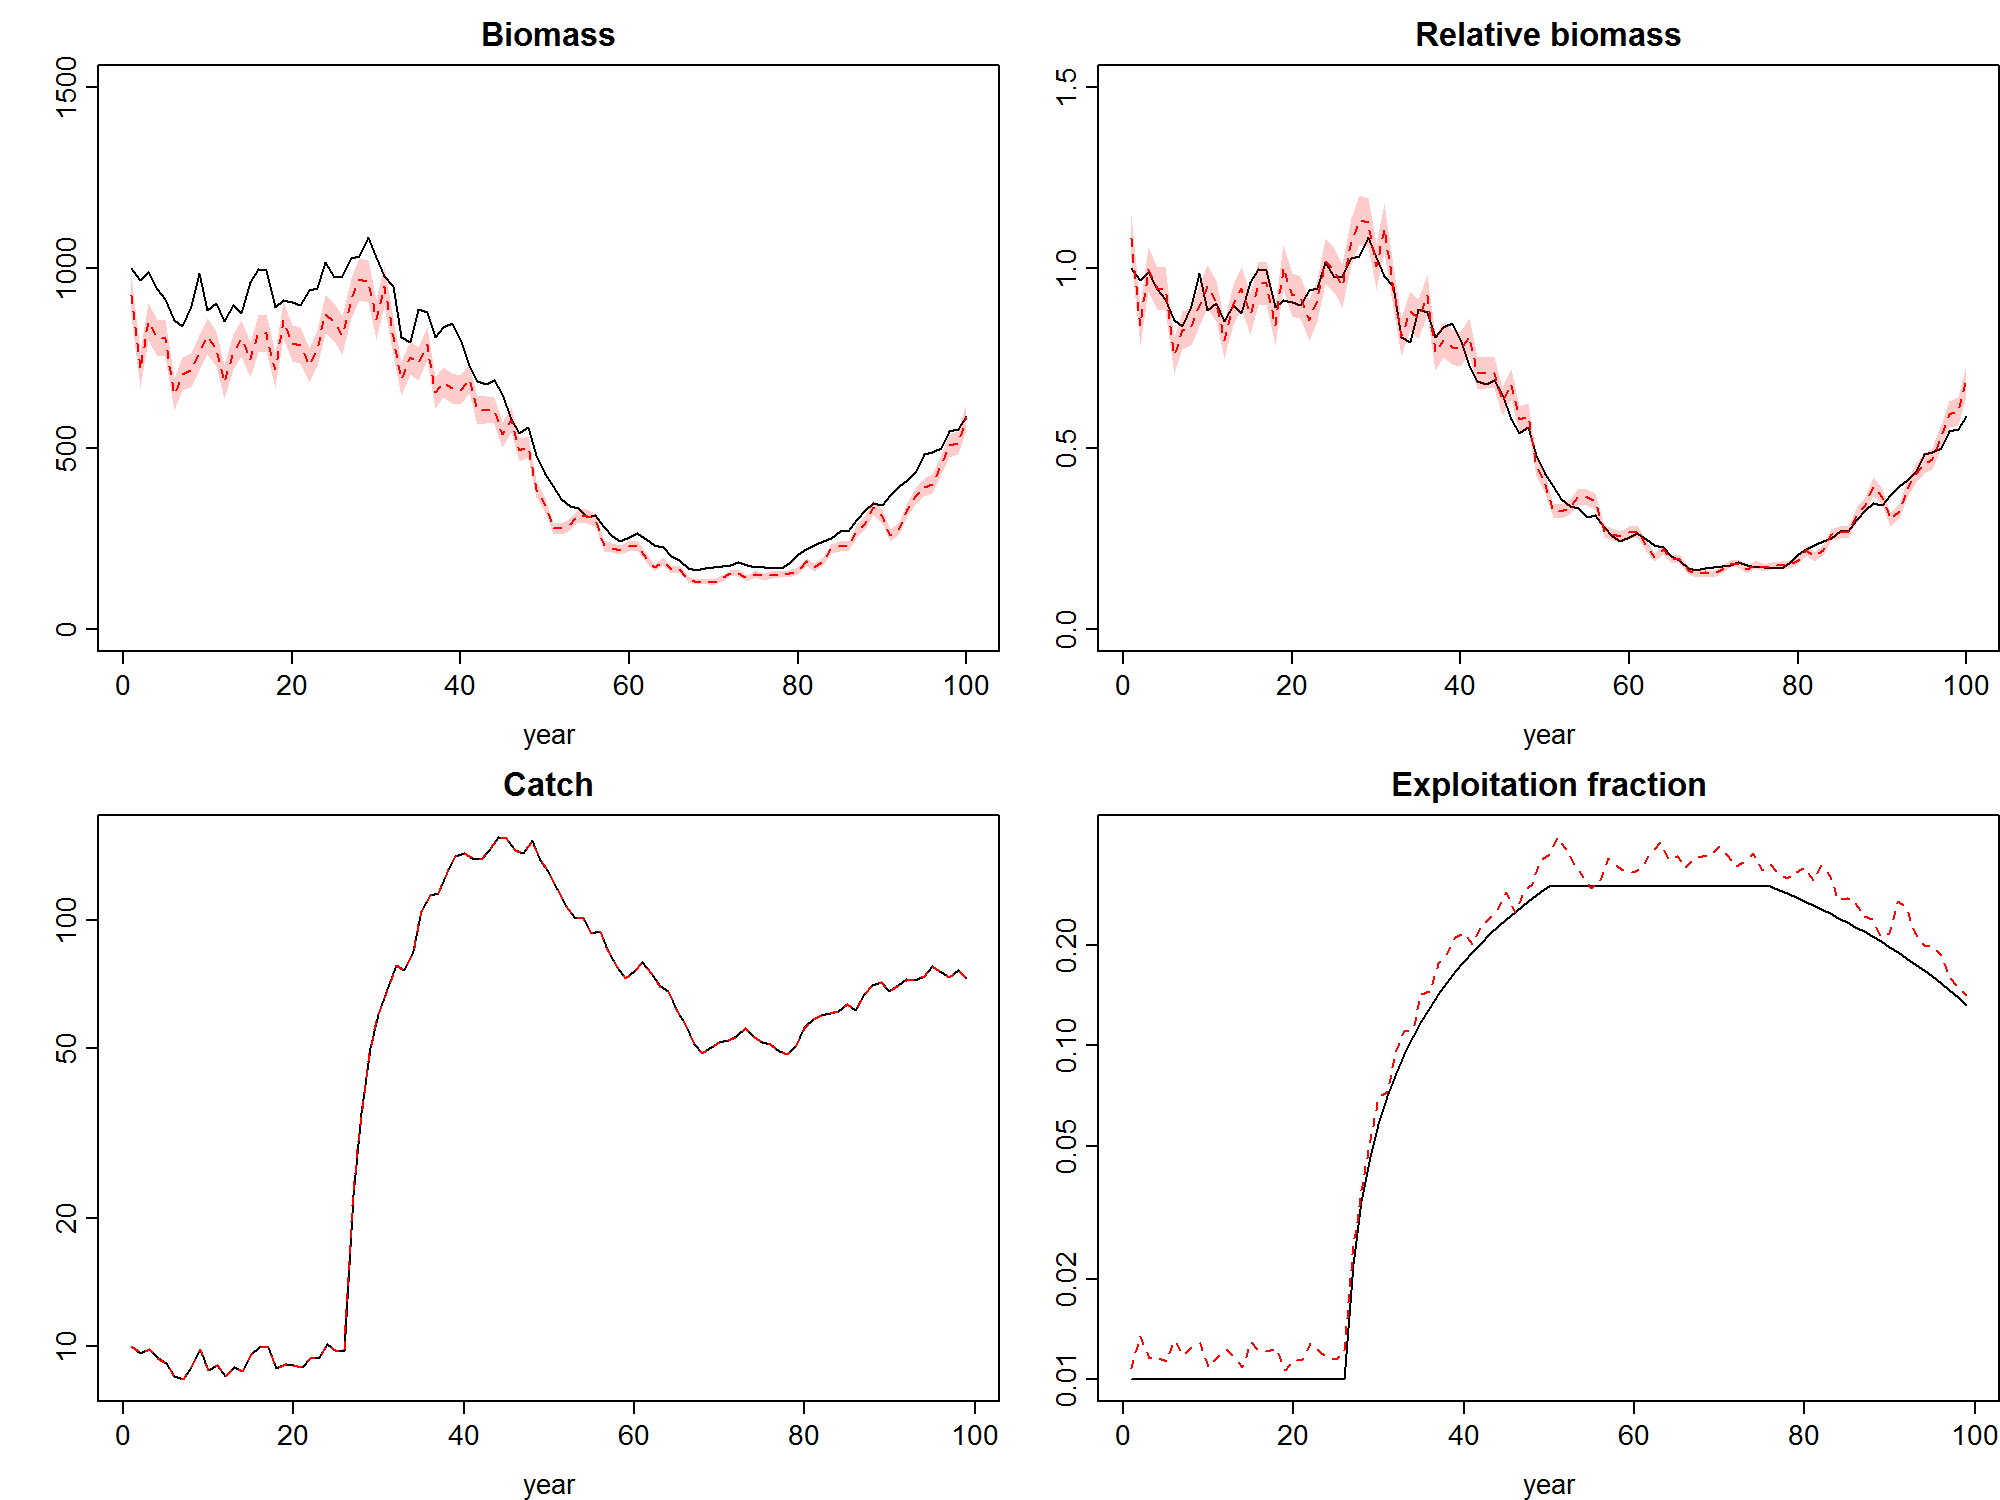 Biomass
1500
1000
500
0
0 20 40 60 80 100
year
Relative biomass
1.5
1.0
0.5
0.0
0 20 40 60 80 100
year
Catch
100
50
20
10
0 20 40 60 80 100
year
Exploitation fraction
0.20
0.10
0.05
0.02
0.01
0 20 40 60 80 100
year